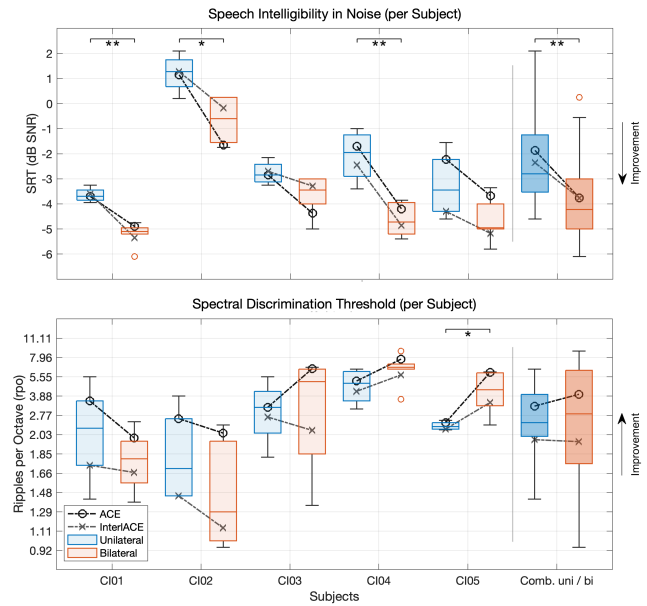 Speech Intelligibility in Noise (per Subject)
SRT (dB SNR)
2
1
0
-1
-2
-3
-4
-5
-6
**
*
**
**
Improvement
Spectral Discrimination Threshold (per Subject)
Ripples per Octave (rpo)
11.11
7.96
5.55
3.88
2.77
2.03
1.85
1.66
1.48
1.29
1.11
0.92
*
Improvement
ACE
InterlACE
Unilateral
Bilateral
CI01 CI02 CI03 CI04 CI05 Comb. uni / bi
Subjects